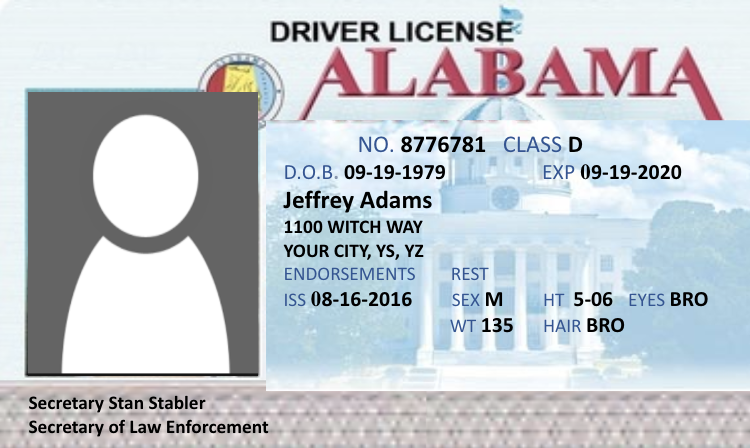 DRIVER LICENSE
ALABAMA
NO. 8776781 CLASS D
D.O.B. 09-19-1979 EXP 09-19-2020
Jeffrey Adams
1100 WITCH WAY
YOUR CITY, YS, YZ
ENDORSEMENTS REST
ISS 08-16-2016 SEX M HT 5-06 EYES BRO
WT 135 HAIR BRO
Secretary Stan Stabler
Secretary of Law Enforcement